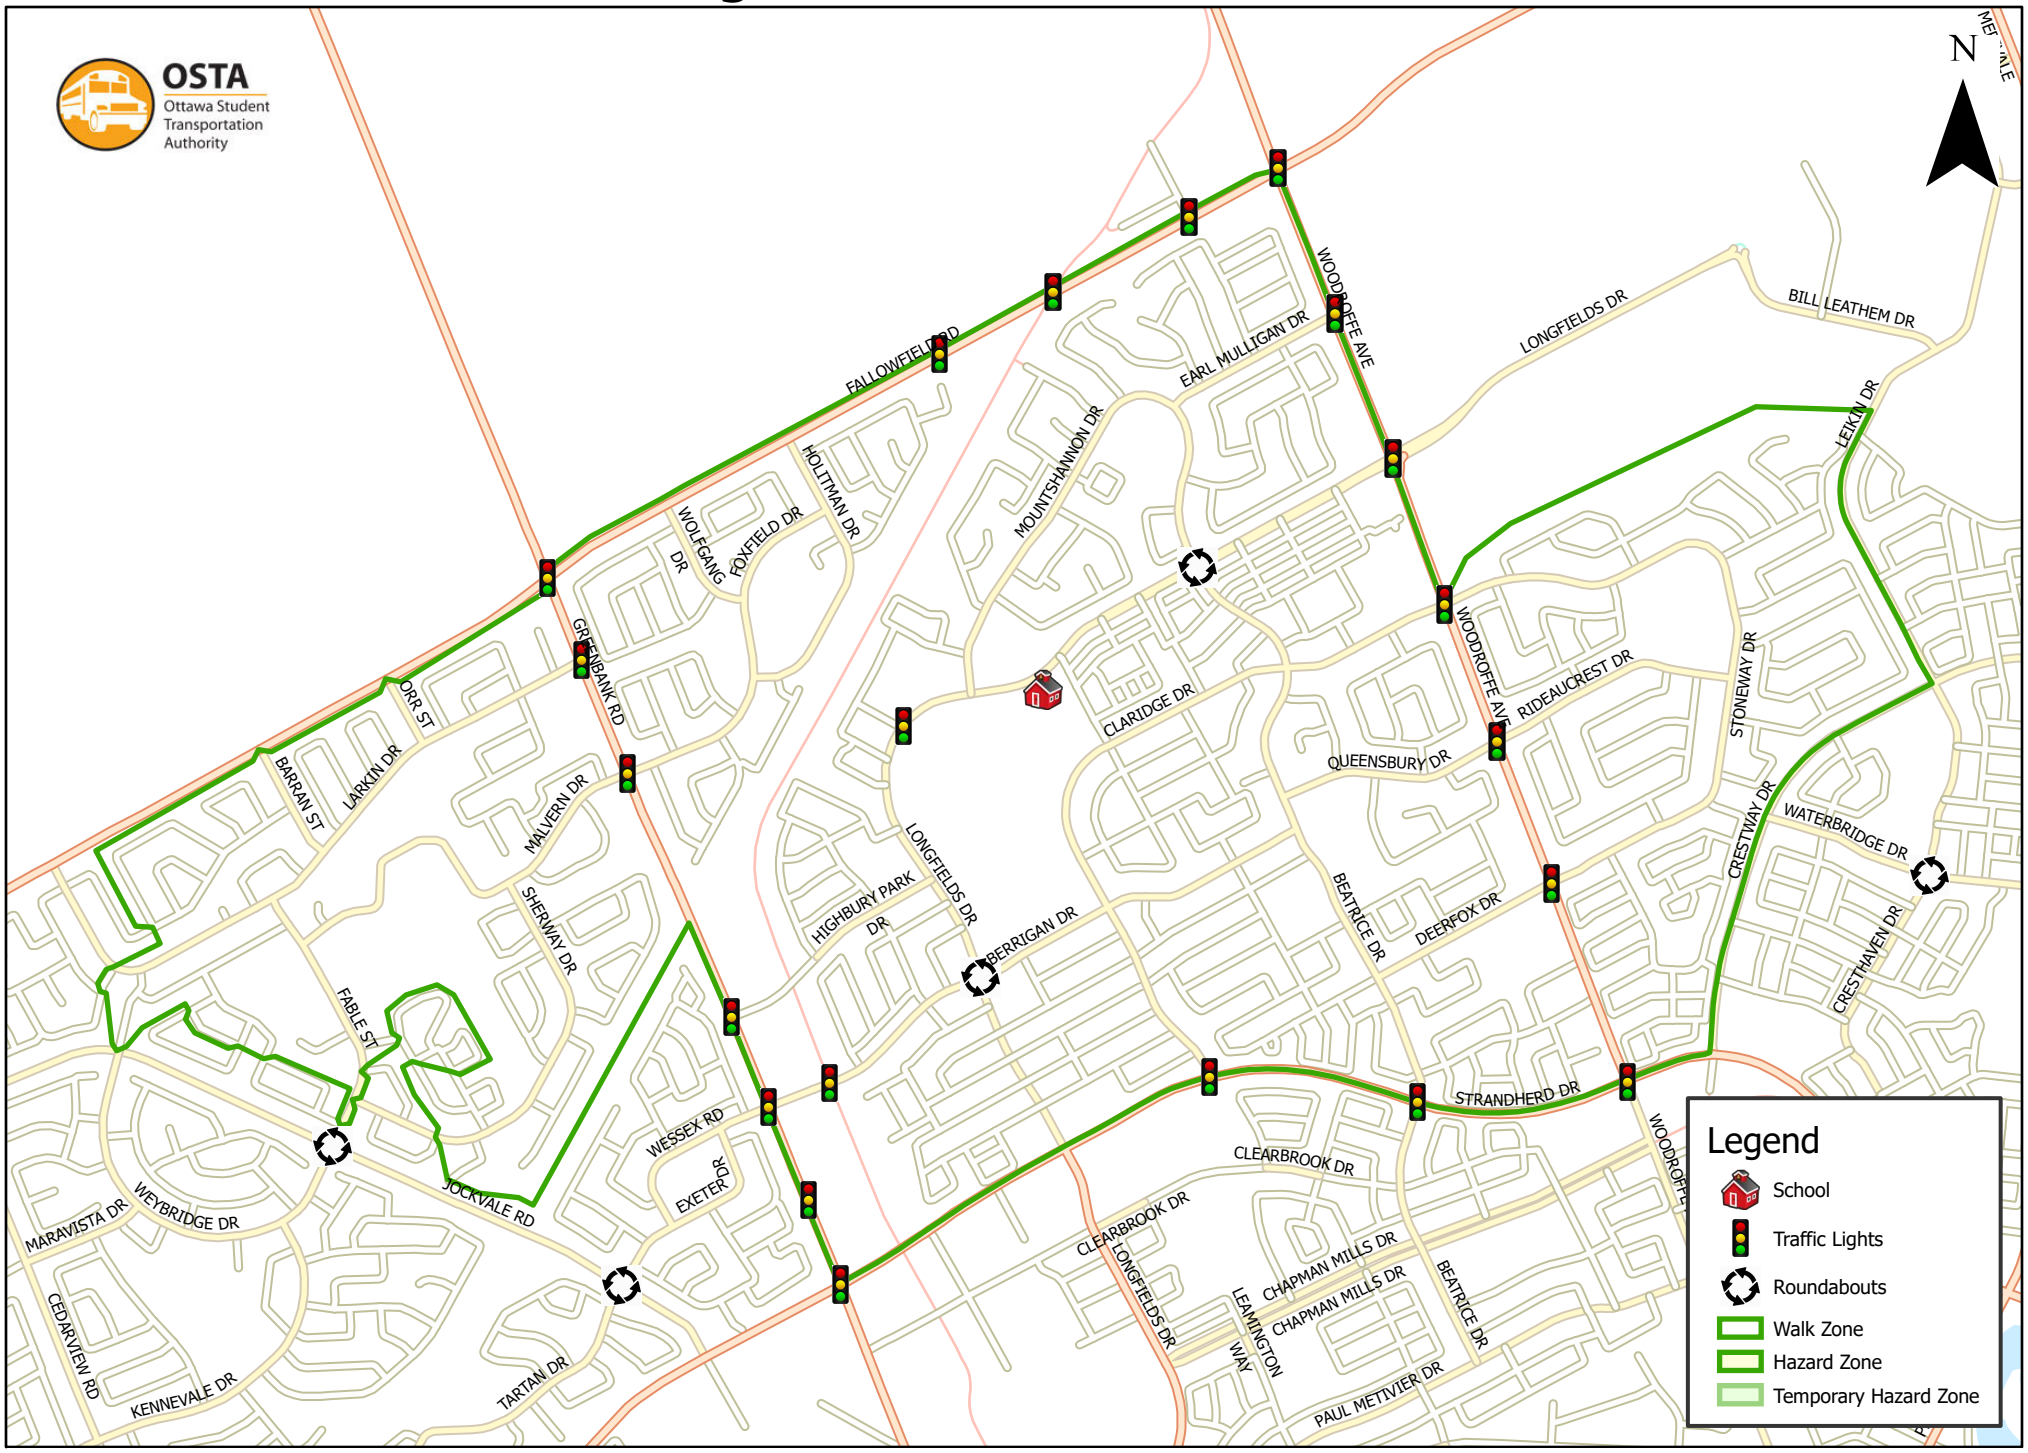 OSTA
Ottawa Student
Transportation
Authority
N
WOODROFFE AVE
LONGFIELDS DR
BILL LEATHEM DR
EARL MULLIGAN DR
FALLOWFIELD RD
LEIKIN DR
MOUNTSHANNON DR
HOLITMAN DR
WOLFGANG
DR
FOXFIELD DR
GREENBANK RD
WOODROFFE AVE
STONEWAY DR
RIDEAUCREST DR
ORR ST
CLARIDGE DR
LARKIN DR
BARRAN ST
QUEENSBURY DR
MALVERN DR
CRESTWAY DR
WATERBRIDGE DR
LONGFIELDS DR
HIGHBURY PARK
DR
BEATRICE DR
DEERFOX DR
BERRIGAN DR
SHERWAY DR
CRESTHAVEN DR
FABLE ST
STRANDHERD DR
WESSEX RD
EXETER
DR
CLEARBROOK DR
JOCKVALE RD
WEYBRIDGE DR
MARAVISTA DR
CLEARBROOK DR
LONGFIELDS DR
CHAPMAN MILLS DR
CHAPMAN MILLS DR
BEATRICE DR
LEAMINGTON
WAY
CEDARVIEW RD
KENNEVALE DR
TARTAN DR
PAUL METIVIER DR
Legend
School
Traffic Lights
Roundabouts
Walk Zone
Hazard Zone
Temporary Hazard Zone